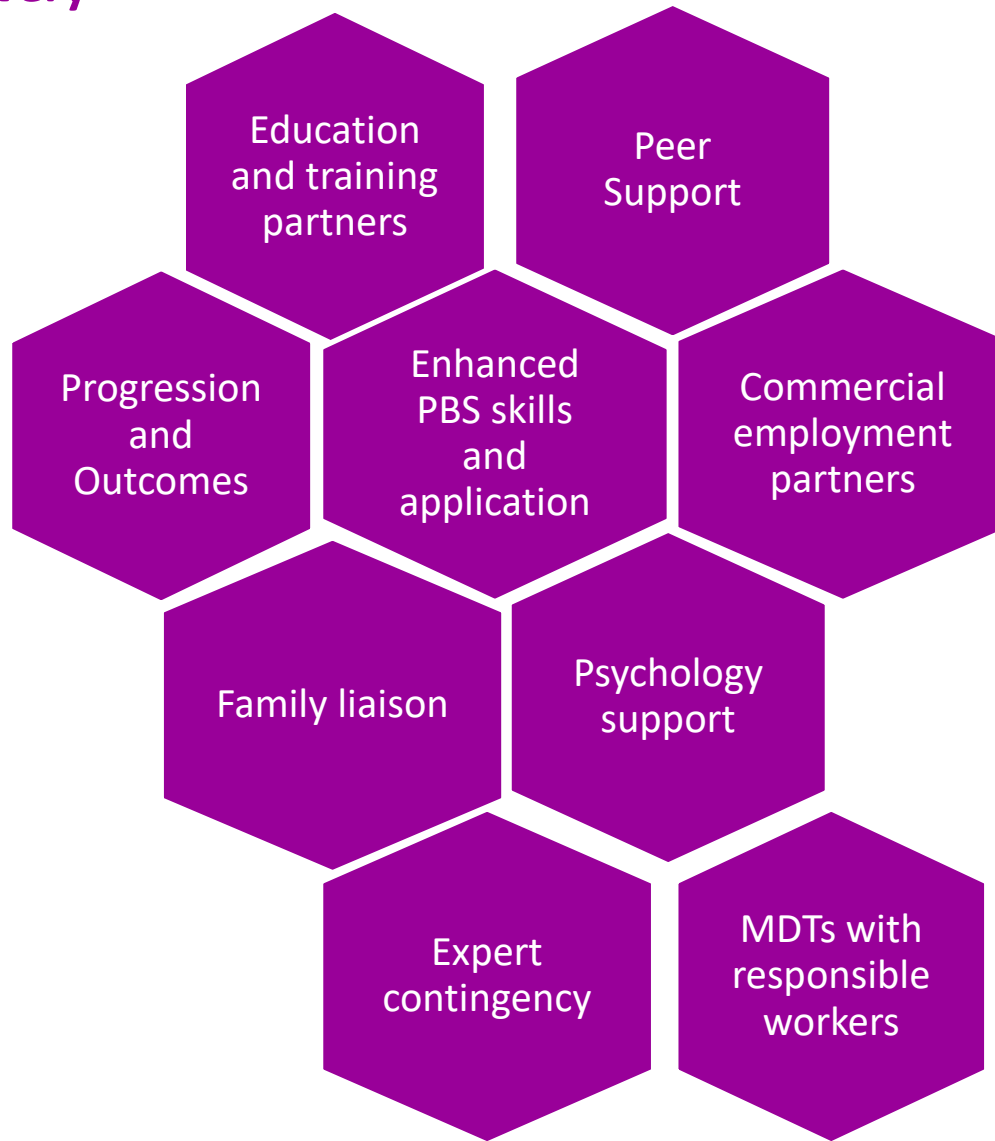 Education
and training
partners
Peer
Support
Progression
and
Outcomes
Enhanced
PBS skills
and
application
Commercial
employment
partners
Family liaison
Psychology
support
Expert
contingency
MDTs with
responsible
workers